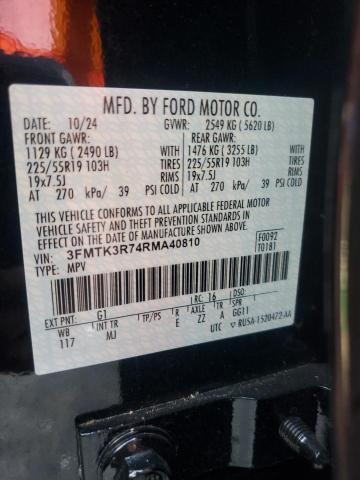 MFD. BY FORD MOTOR CO.
DATE: 10/24 GVWR: 2549 KG ( 5620 LB)
FRONT GAWR: REAR GAWR:
1129 KG ( 2490 LB) WITH 1476 KG ( 3255 LB) WITH
225/55R19 103H TIRES 225/55R19 103H TIRES
19x7.5J RIMS 19x7.5J RIMS
AT 270 kPa/ 39 PSI COLD AT 270 kPa/ 39 PSI COLD
THIS VEHICLE CONFORMS TO ALL APPLICABLE FEDERAL MOTOR
VEHICLE SAFETY STANDARDS IN EFFECT ON THE DATE OF
MANUFACTURE SHOWN ABOVE.
VIN: 3FMTK3R74RMA40810 F0092
TYPE: MPV T0181
EXT PNT: G1 RC: 16 DSO:
WB INT TR TP/PS R AXLE TR SPR
117 MJ E ZZ A GG11
UTC RUSA-1520472-AA